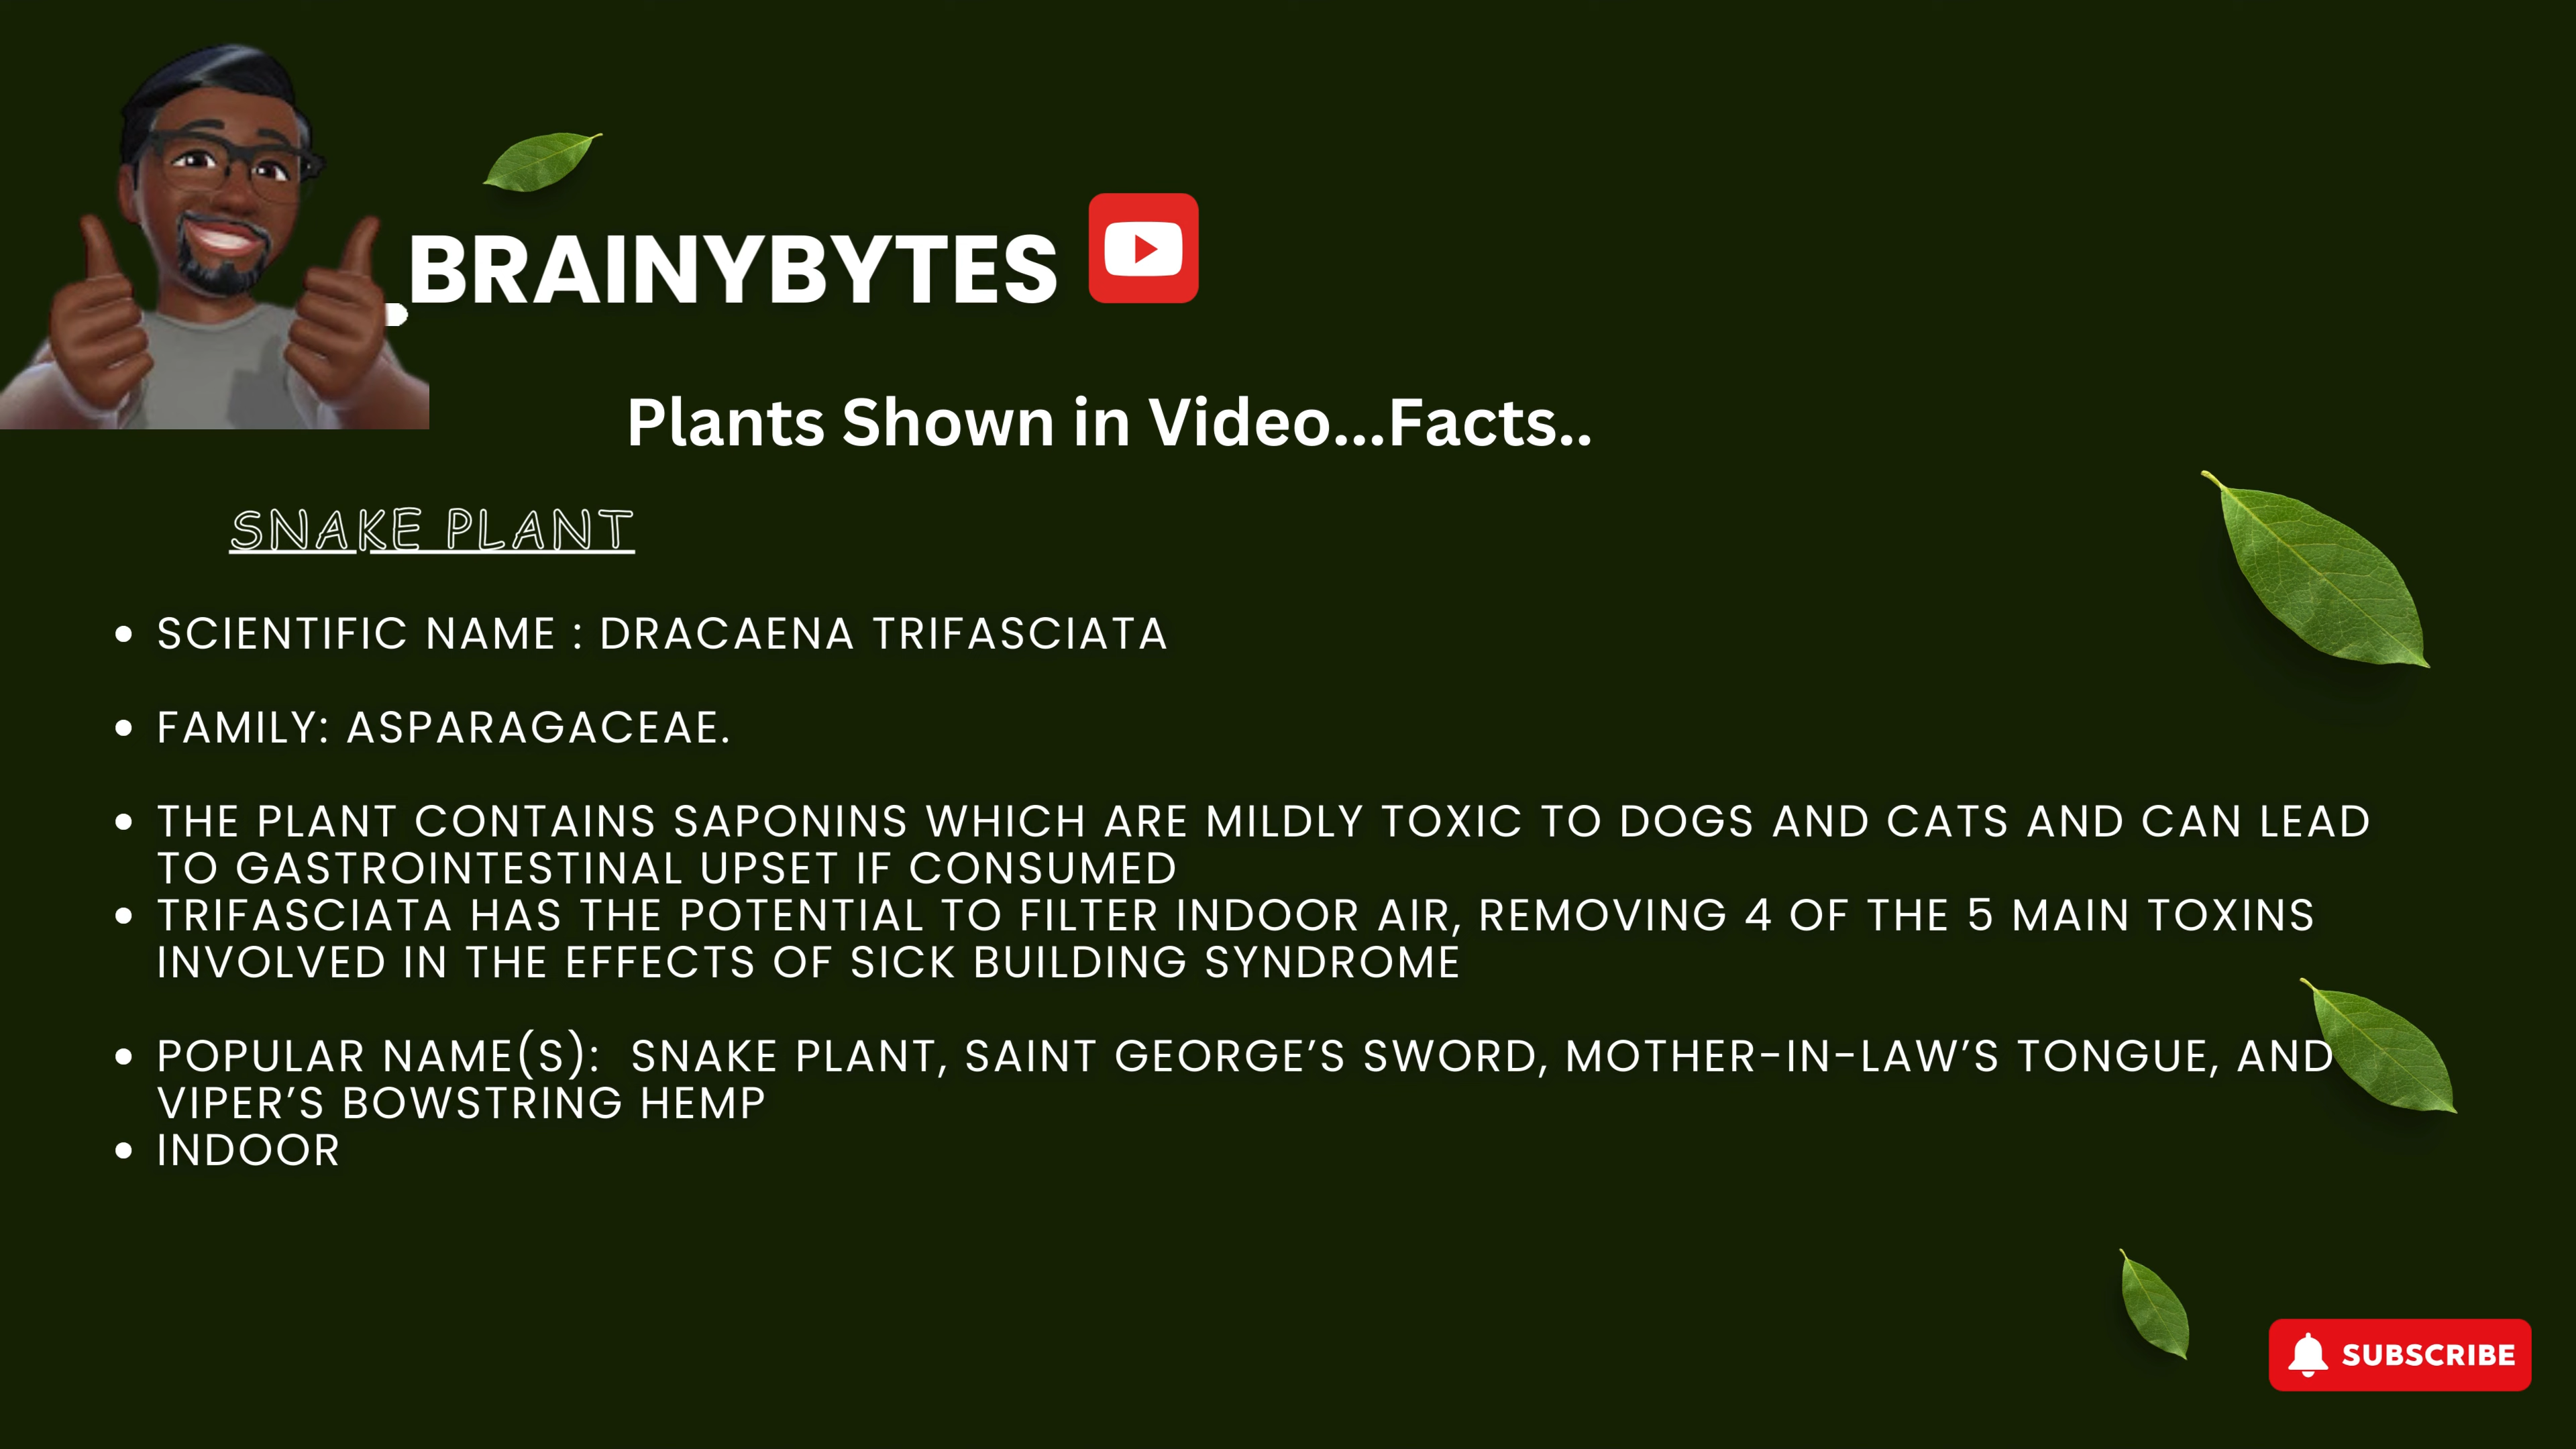 BRAINYBYTES
Plants Shown in Video...Facts..
SNAKE PLANT
• SCIENTIFIC NAME : DRACAENA TRIFASCIATA
• FAMILY: ASPARAGACEAE.
• THE PLANT CONTAINS SAPONINS WHICH ARE MILDLY TOXIC TO DOGS AND CATS AND CAN LEAD
TO GASTROINTESTINAL UPSET IF CONSUMED
• TRIFASCIATA HAS THE POTENTIAL TO FILTER INDOOR AIR, REMOVING 4 OF THE 5 MAIN TOXINS
INVOLVED IN THE EFFECTS OF SICK BUILDING SYNDROME
• POPULAR NAME(S):  SNAKE PLANT, SAINT GEORGE’S SWORD, MOTHER-IN-LAW’S TONGUE, AND
VIPER’S BOWSTRING HEMP
• INDOOR
SUBSCRIBE